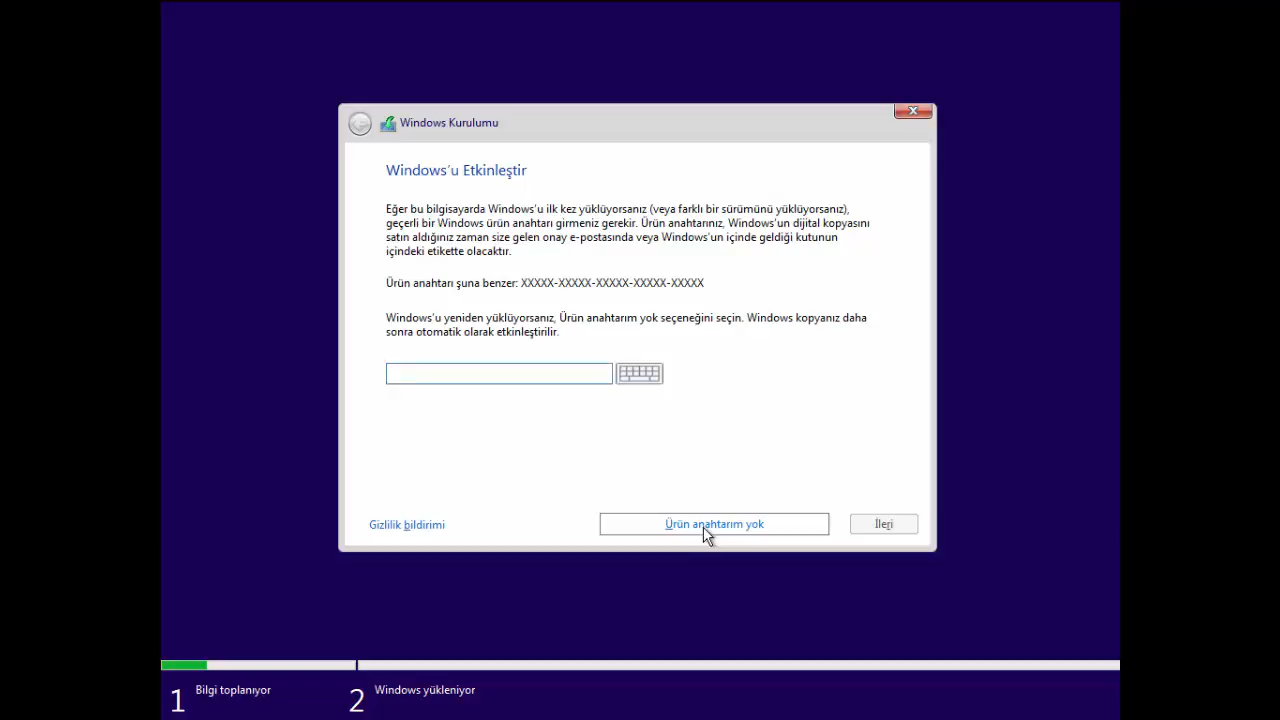 Windows Kurulumu
Windows'u Etkinleştir
Eğer bu bilgisayarda Windows'u ilk kez yüklüyorsanız (veya farklı bir sürümünü yüklüyorsanız),
geçerli bir Windows ürün anahtarı girmeniz gerekir. Ürün anahtarınız, Windows'un dijital kopyasını
satın aldığınız zaman size gelen onay e-postasında veya Windows'un içinde geldiği kutunun
içindeki etikette olacaktır.
Ürün anahtarı şuna benzer: XXXXX-XXXXX-XXXXX-XXXXX-XXXXX
Windows'u yeniden yüklüyorsanız, Ürün anahtarım yok seçeneğini seçin. Windows kopyanız daha
sonra otomatik olarak etkinleştirilir.
Gizlilik bildirimi
Ürün anahtarım yok
İleri
1 Bilgi toplanıyor
2 Windows yükleniyor